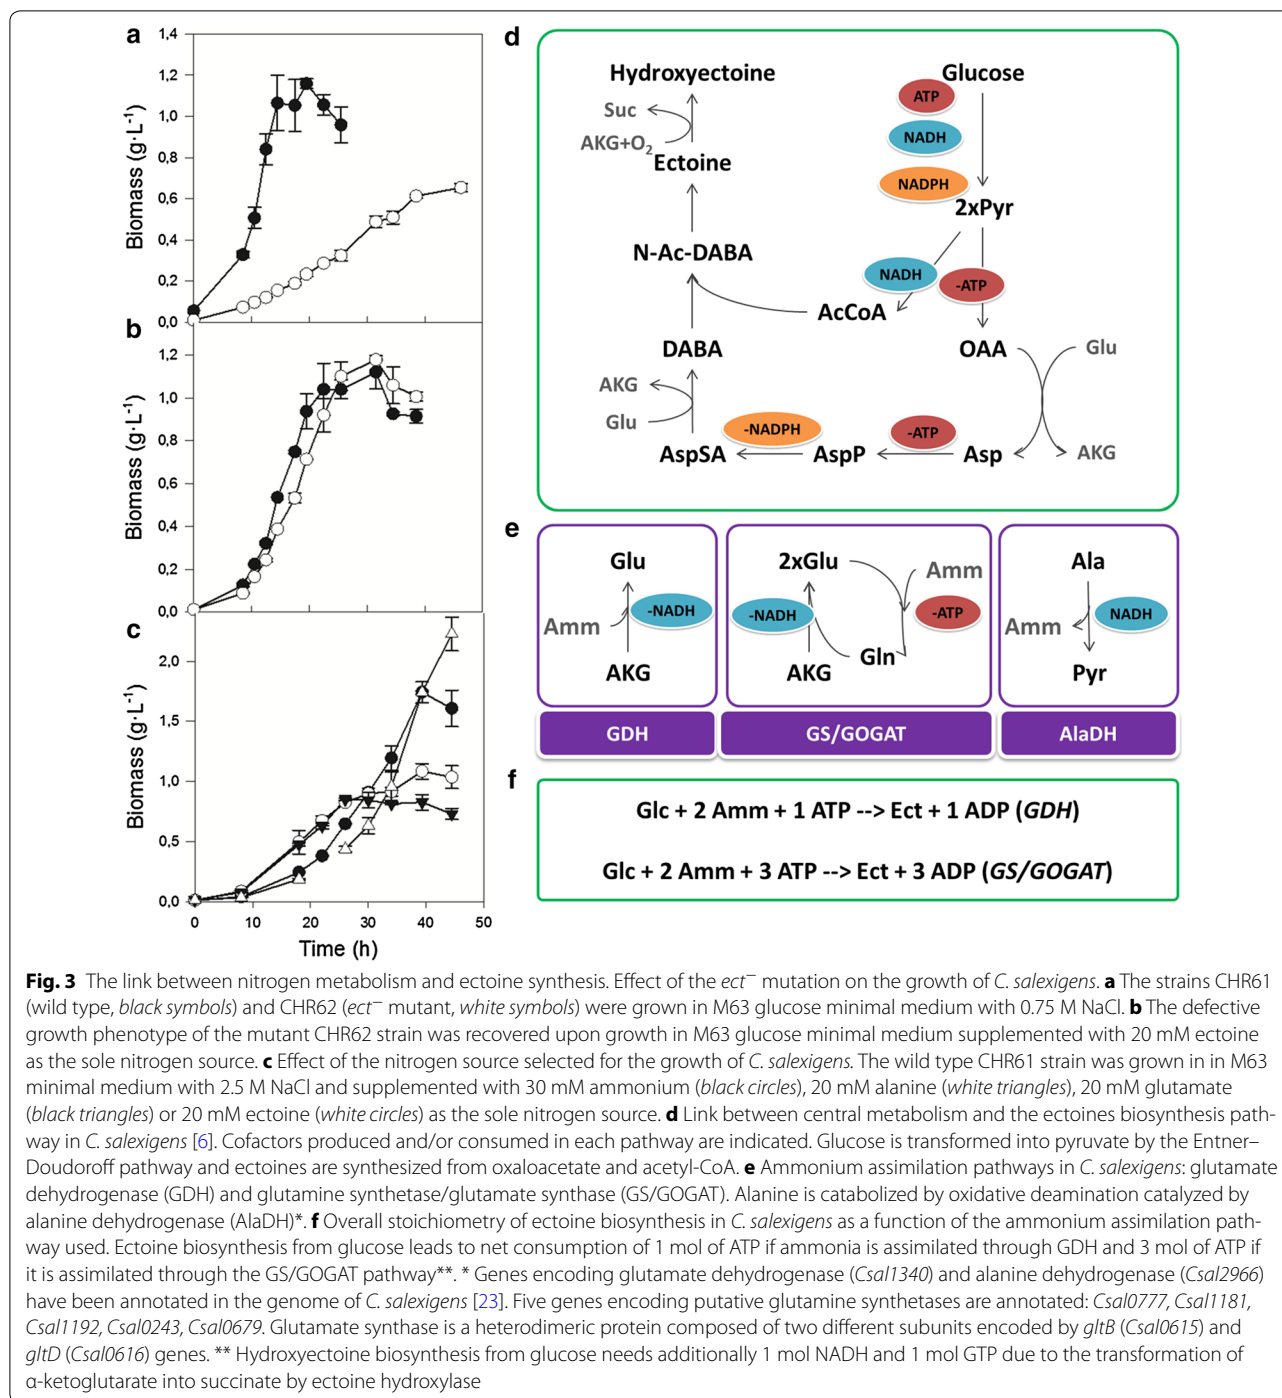 a
1,4
1,2
1,0
0,8
0,6
0,4
0,2
0,0
Biomass (g·L-1)
b
1,2
1,0
0,8
0,6
0,4
0,2
0,0
Biomass (g·L-1)
c
2,0
1,5
1,0
0,5
0,0
Biomass (g·L-1)
0 10 20 30 40 50
Time (h)
d
Hydroxyectoine
Glucose
ATP
Suc
NADH
AKG+O2
Ectoine
NADPH
2xPyr
N-Ac-DABA
NADH
-ATP
AcCoA
DABA
OAA
Glu
AKG
Glu
-NADPH
-ATP
AspSA
AspP
Asp
AKG
e
Glu
-NADH
Amm
AKG
GDH
2xGlu
Amm
-NADH
-ATP
Gln
AKG
GS/GOGAT
Ala
Amm
NADH
Pyr
AlaDH
f
Glc + 2 Amm + 1 ATP --> Ect + 1 ADP (GDH)
Glc + 2 Amm + 3 ATP --> Ect + 3 ADP (GS/GOGAT)
Fig. 3 The link between nitrogen metabolism and ectoine synthesis. Effect of the ect− mutation on the growth of C. salexigens. a The strains CHR61
(wild type, black symbols) and CHR62 (ect− mutant, white symbols) were grown in M63 glucose minimal medium with 0.75 M NaCl. b The defective
growth phenotype of the mutant CHR62 strain was recovered upon growth in M63 glucose minimal medium supplemented with 20 mM ectoine
as the sole nitrogen source. c Effect of the nitrogen source selected for the growth of C. salexigens. The wild type CHR61 strain was grown in in M63
minimal medium with 2.5 M NaCl and supplemented with 30 mM ammonium (black circles), 20 mM alanine (white triangles), 20 mM glutamate
(black triangles) or 20 mM ectoine (white circles) as the sole nitrogen source. d Link between central metabolism and the ectoines biosynthesis path-
way in C. salexigens [6]. Cofactors produced and/or consumed in each pathway are indicated. Glucose is transformed into pyruvate by the Entner–
Doudoroff pathway and ectoines are synthesized from oxaloacetate and acetyl-CoA. e Ammonium assimilation pathways in C. salexigens: glutamate
dehydrogenase (GDH) and glutamine synthetase/glutamate synthase (GS/GOGAT). Alanine is catabolized by oxidative deamination catalyzed by
alanine dehydrogenase (AlaDH)*. f Overall stoichiometry of ectoine biosynthesis in C. salexigens as a function of the ammonium assimilation path-
way used. Ectoine biosynthesis from glucose leads to net consumption of 1 mol of ATP if ammonia is assimilated through GDH and 3 mol of ATP if
it is assimilated through the GS/GOGAT pathway**. * Genes encoding glutamate dehydrogenase (Csal1340) and alanine dehydrogenase (Csal2966)
have been annotated in the genome of C. salexigens [23]. Five genes encoding putative glutamine synthetases are annotated: Csal0777, Csal1181,
Csal1192, Csal0243, Csal0679. Glutamate synthase is a heterodimeric protein composed of two different subunits encoded by gltB (Csal0615) and
gltD (Csal0616) genes. ** Hydroxyectoine biosynthesis from glucose needs additionally 1 mol NADH and 1 mol GTP due to the transformation of
α-ketoglutarate into succinate by ectoine hydroxylase